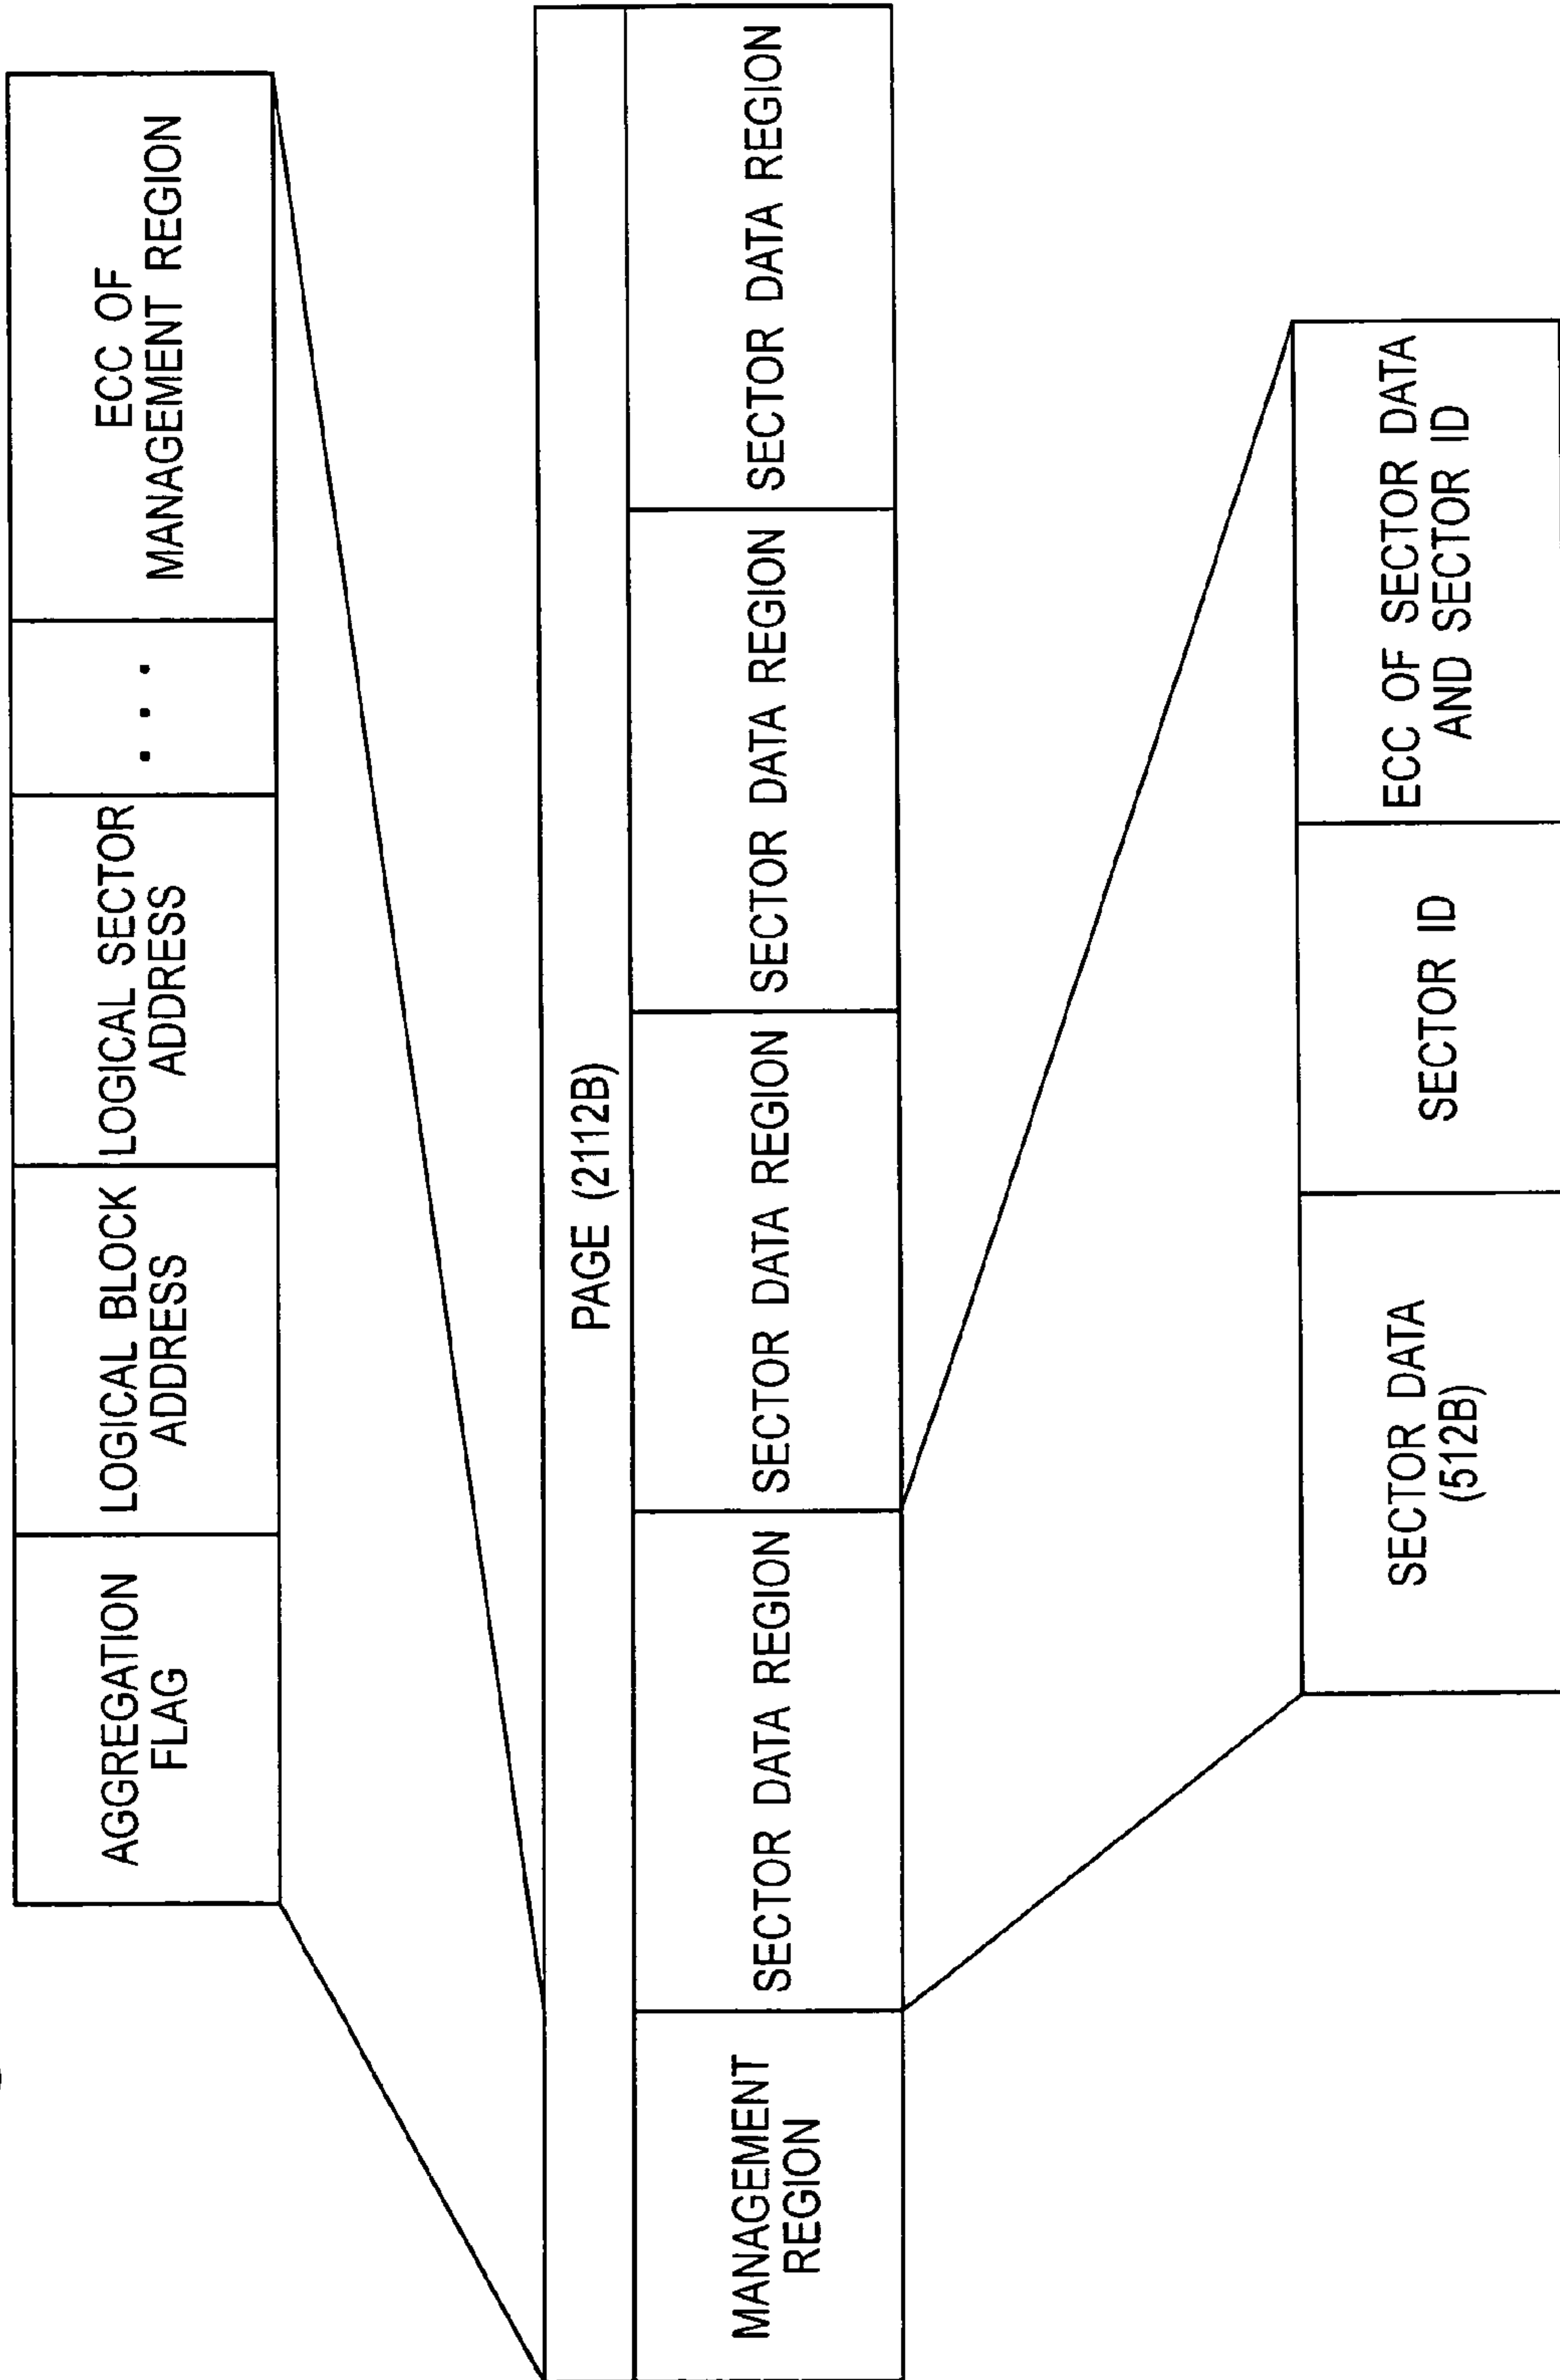 AGGREGATION
FLAG
LOGICAL BLOCK
ADDRESS
LOGICAL SECTOR
ADDRESS
. . .
ECC OF
MANAGEMENT REGION
PAGE (2112B)
MANAGEMENT
REGION
SECTOR DATA REGION
SECTOR DATA REGION
SECTOR DATA REGION
SECTOR DATA REGION
SECTOR DATA
(512B)
SECTOR ID
ECC OF SECTOR DATA
AND SECTOR ID